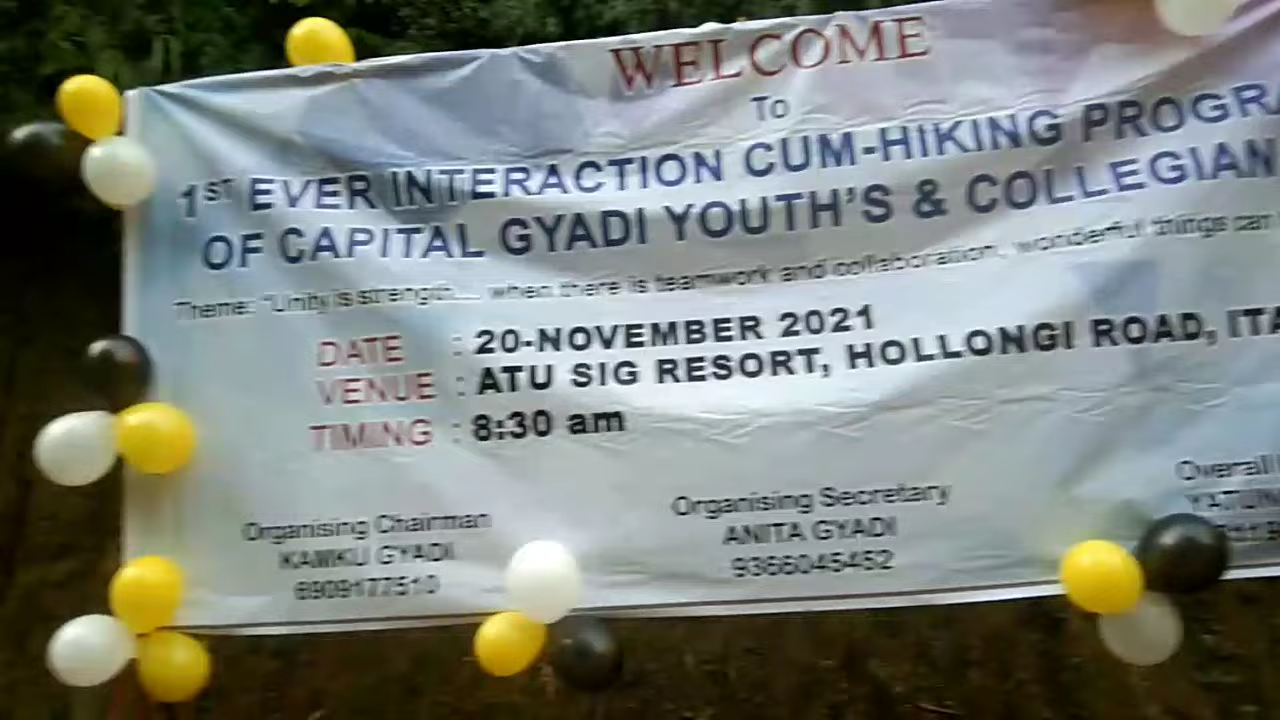 WELCOME
To
1ST EVER INTERACTION CUM-HIKING PROGRA
OF CAPITAL GYADI YOUTH'S & COLLEGIAN
Theme: "Unity is strength... when there is teamwork and collaboration, wonderful things can
DATE : 20-NOVEMBER 2021
VENUE : ATU SIG RESORT, HOLLONGI ROAD, ITA
TIMING : 8:30 am
Organising Chairman
KAMKU GYADI
6909177510
Organising Secretary
ANITA GYADI
9366045452
Overall